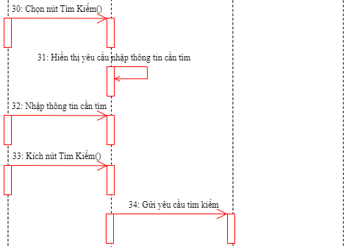 30: Chọn nút Tìm Kiếm()
31: Hiển thị yêu cầu nhập thông tin cần tìm
32: Nhập thông tin cần tìm
33: Kích nút Tìm Kiếm()
34: Gửi yêu cầu tìm kiếm